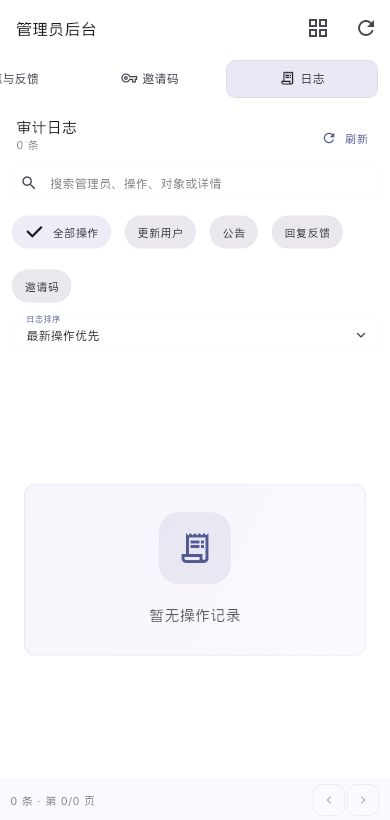 管理员后台
与反馈
邀请码
日志
审计日志
0 条
刷新
搜索管理员、操作、对象或详情
全部操作
更新用户
公告
回复反馈
邀请码
日志排序
最新操作优先
暂无操作记录
0 条 · 第 0/0 页